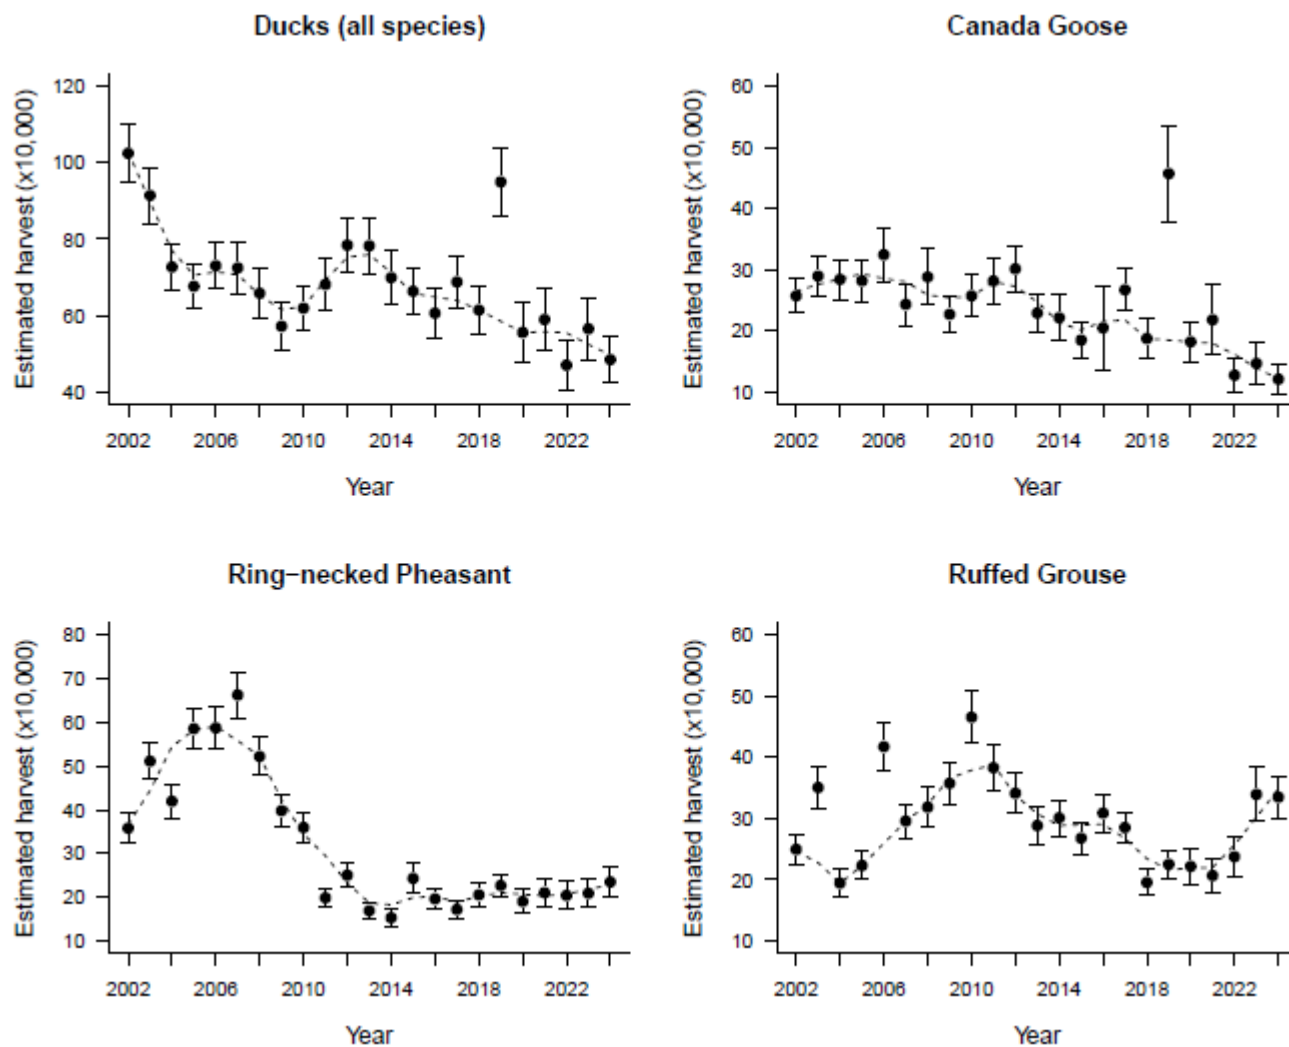 Ducks (all species)
Estimated harvest (x10,000)
120
100
80
60
40
2002 2006 2010 2014 2018 2022
Year
Canada Goose
Estimated harvest (x10,000)
60
50
40
30
20
10
2002 2006 2010 2014 2018 2022
Year
Ring−necked Pheasant
Estimated harvest (x10,000)
80
70
60
50
40
30
20
10
2002 2006 2010 2014 2018 2022
Year
Ruffed Grouse
Estimated harvest (x10,000)
60
50
40
30
20
10
2002 2006 2010 2014 2018 2022
Year